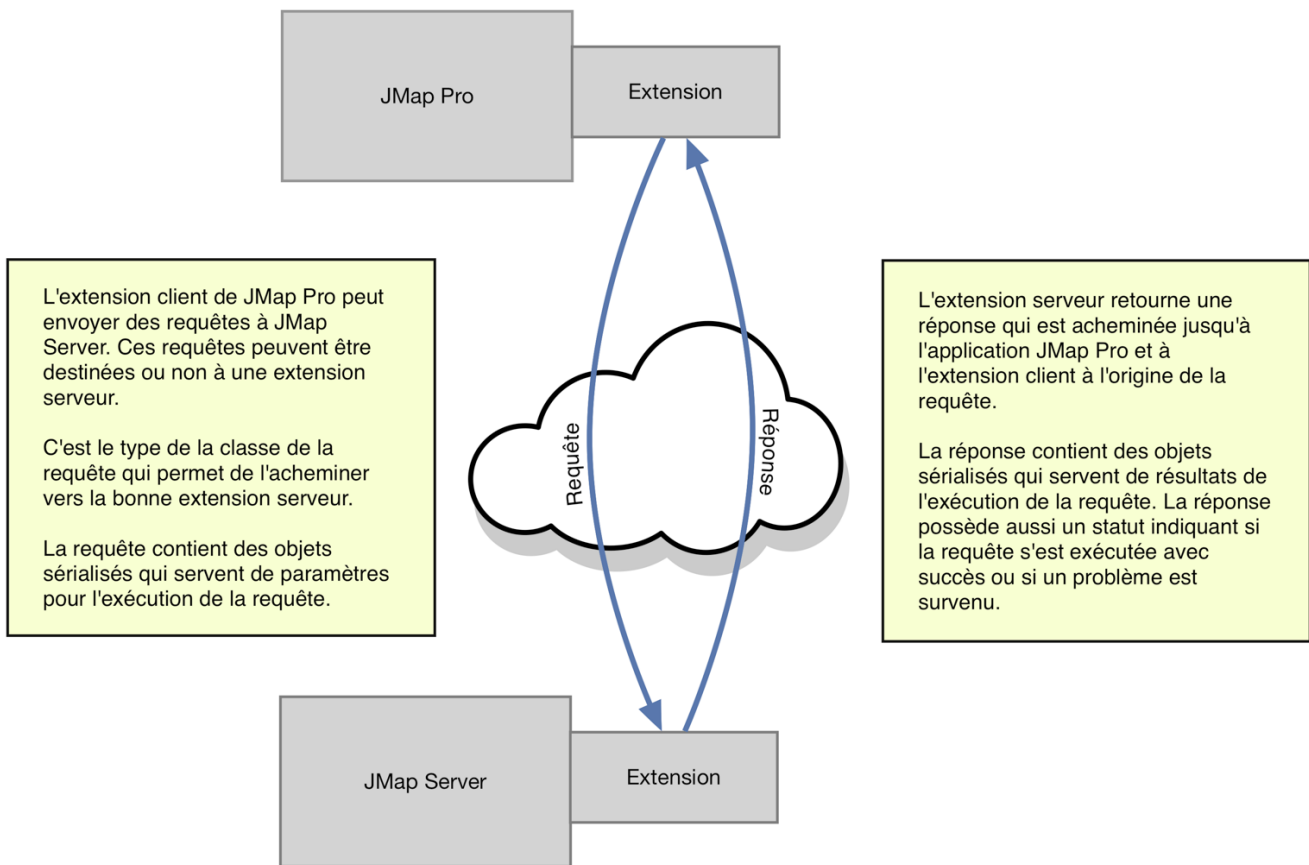 JMap Pro
Extension
L'extension client de JMap Pro peut
envoyer des requêtes à JMap
Server. Ces requêtes peuvent être
destinées ou non à une extension
serveur.
C'est le type de la classe de la
requête qui permet de l'acheminer
vers la bonne extension serveur.
La requête contient des objets
sérialisés qui servent de paramètres
pour l'exécution de la requête.
Requête
Réponse
L'extension serveur retourne une
réponse qui est acheminée jusqu'à
l'application JMap Pro et à
l'extension client à l'origine de la
requête.
La réponse contient des objets
sérialisés qui servent de résultats de
l'exécution de la requête. La réponse
possède aussi un statut indiquant si
la requête s'est exécutée avec
succès ou si un problème est
survenu.
JMap Server
Extension